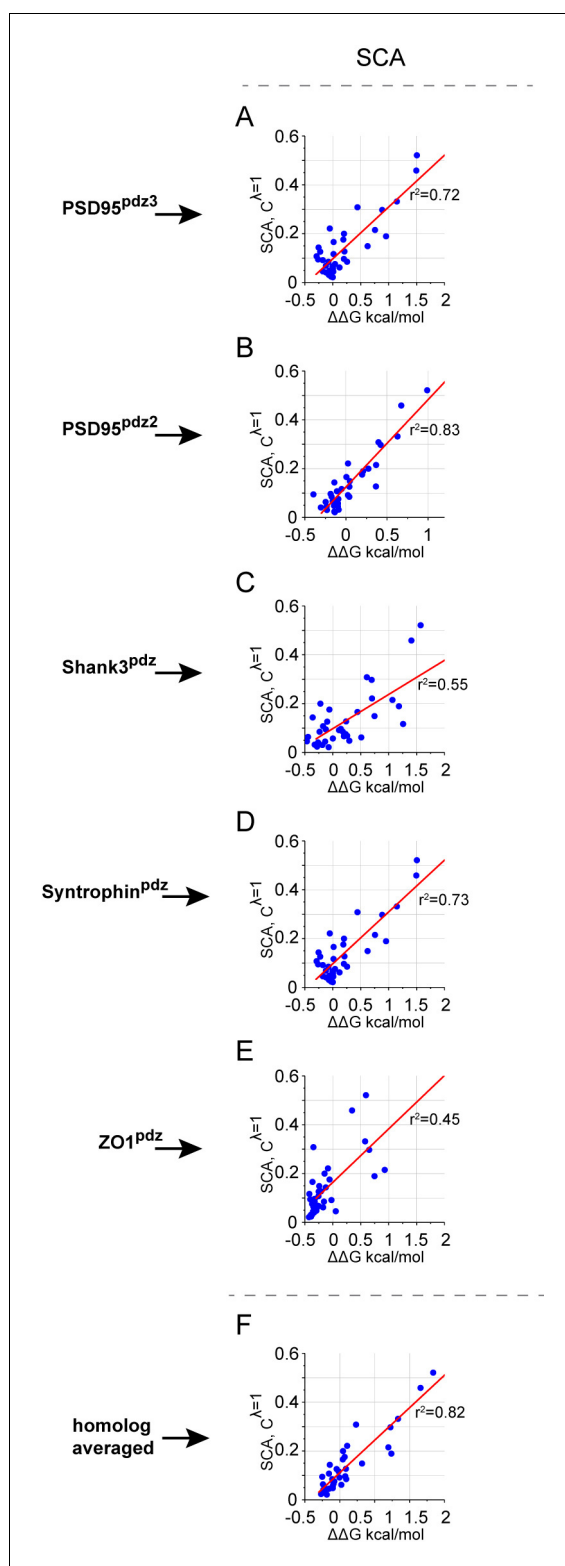 SCA
A
PSD95pdz3
SCA, Cλ=1
0.6
0.4
0.2
0
r²=0.72
-0.5 0 0.5 1 1.5 2
ΔΔG kcal/mol
B
PSD95pdz2
SCA, Cλ=1
0.6
0.4
0.2
0
r²=0.83
-0.5 0 0.5 1
ΔΔG kcal/mol
C
Shank3pdz
SCA, Cλ=1
0.6
0.4
0.2
0
r²=0.55
-0.5 0 0.5 1 1.5 2
ΔΔG kcal/mol
D
Syntrophinpdz
SCA, Cλ=1
0.6
0.4
0.2
0
r²=0.73
-0.5 0 0.5 1 1.5 2
ΔΔG kcal/mol
E
ZO1pdz
SCA, Cλ=1
0.6
0.4
0.2
0
r²=0.45
-0.5 0 0.5 1 1.5 2
ΔΔG kcal/mol
F
homolog
averaged
SCA, Cλ=1
0.6
0.4
0.2
0
r²=0.82
-0.5 0 0.5 1 1.5 2
ΔΔG kcal/mol